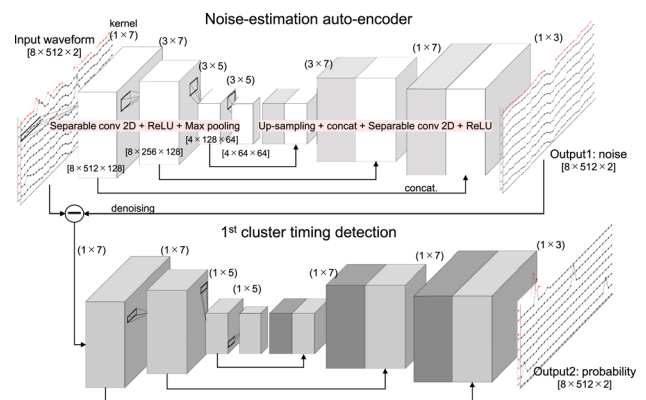 Noise-estimation auto-encoder
kernel
Input waveform
(1×7)
[8×512×2]
(3×7)
(3×5)
(3×5)
(3×7)
(1×7)
(1×3)
Separable conv 2D + ReLU + Max pooling
Up-sampling + concat + Separable conv 2D + ReLU
[4×128×64]
[8×256×128]
[4×64×64]
[8×512×128]
Output1: noise
[8×512×2]
concat.
denoising
1st cluster timing detection
(1×7)
(1×7)
(1×5)
(1×5)
(1×7)
(1×7)
(1×3)
Output2: probability
[8×512×2]